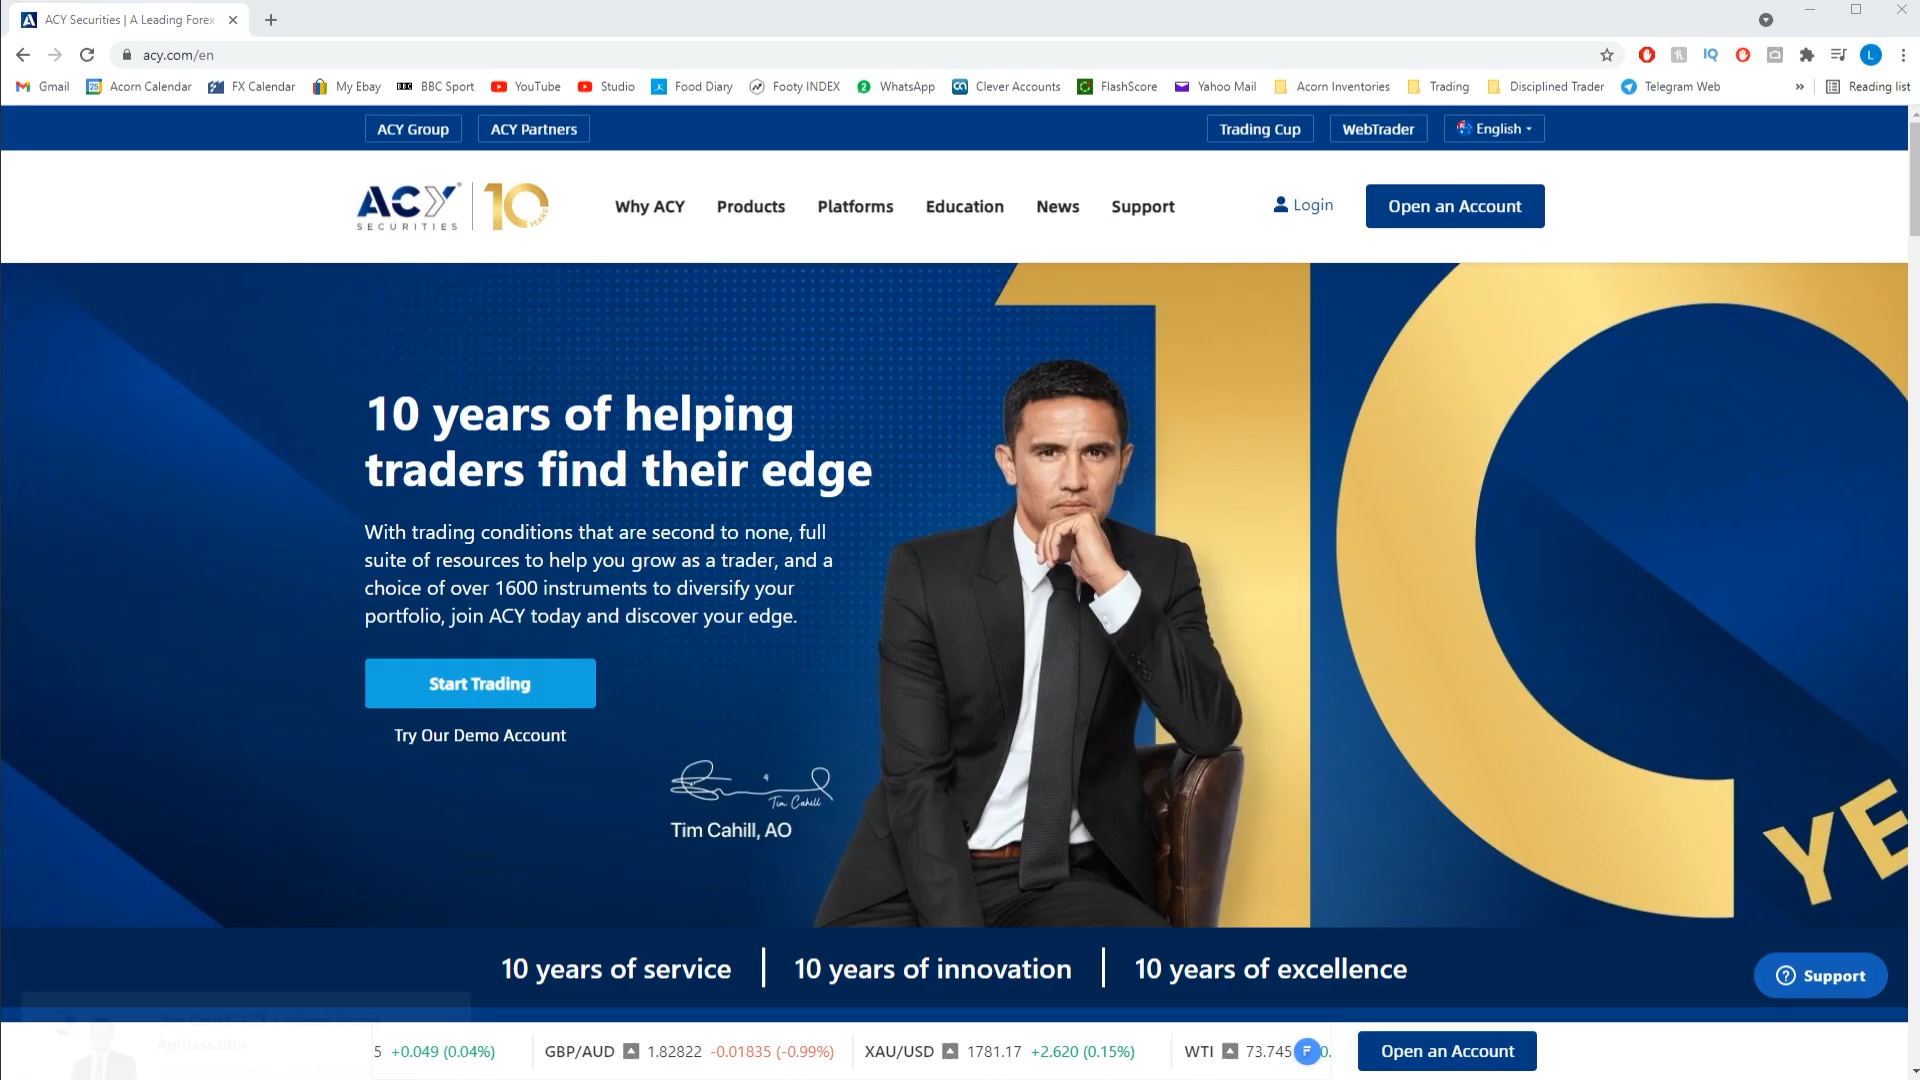 ACY Securities | A Leading Forex
acy.com/en
Gmail
Acorn Calendar
FX Calendar
My Ebay
BBC Sport
YouTube
Studio
Food Diary
Footy INDEX
WhatsApp
Clever Accounts
FlashScore
Yahoo Mail
Acorn Inventories
Trading
Disciplined Trader
Telegram Web
Reading list
ACY Group
ACY Partners
Trading Cup
WebTrader
English
ACY
SECURITIES
10
YEARS
Why ACY
Products
Platforms
Education
News
Support
Login
Open an Account
10 years of helping
traders find their edge
With trading conditions that are second to none, full
suite of resources to help you grow as a trader, and a
choice of over 1600 instruments to diversify your
portfolio, join ACY today and discover your edge.
Start Trading
Try Our Demo Account
Tim Cahill
Tim Cahill, AO
10
YE
10 years of service
10 years of innovation
10 years of excellence
Support
Ambassador
5 +0.049 (0.04%)
GBP/AUD 1.82822 -0.01835 (-0.99%)
XAU/USD 1781.17 +2.620 (0.15%)
WTI 73.745 F 0.
Open an Account